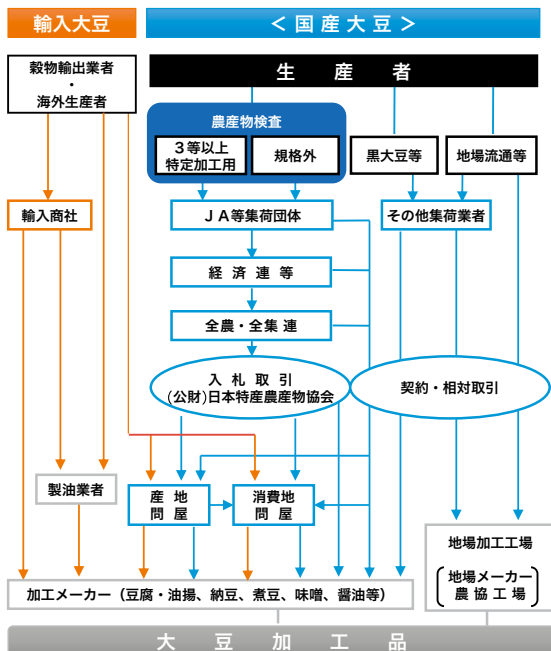 輸入大豆
＜国産大豆＞
穀物輸出業者
・
海外生産者
生産者
農産物検査
３等以上
特定加工用
規格外
黒大豆等
地場流通等
輸入商社
ＪＡ等集荷団体
その他集荷業者
経済連等
全農・全集連
入札取引
(公財)日本特産農産物協会
契約・相対取引
製油業者
産地
問屋
消費地
問屋
地場加工工場
地場メーカー
農協工場
加工メーカー（豆腐・油揚、納豆、煮豆、味噌、醤油等）
大豆加工品